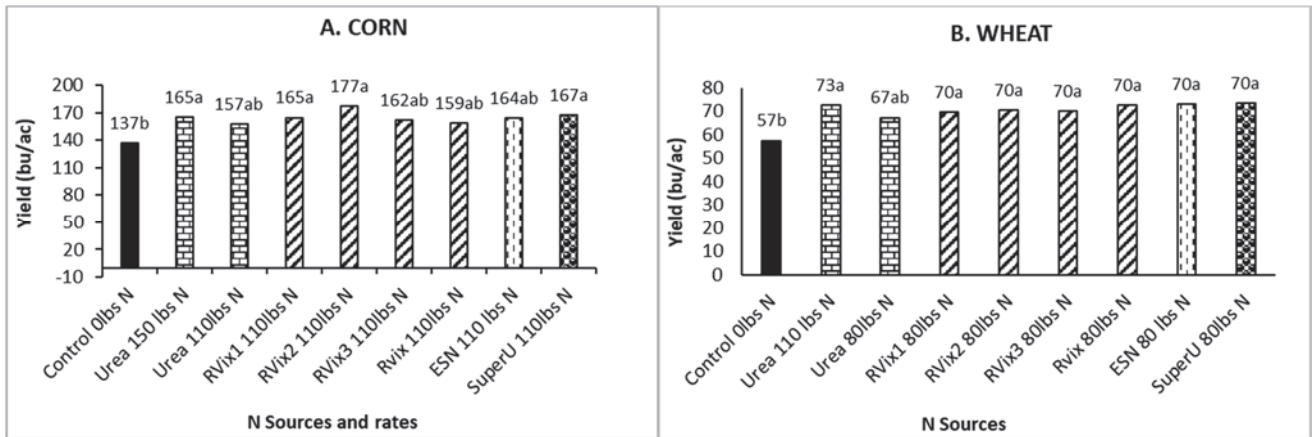 A. CORN
Yield (bu/ac)
200
170
140
110
80
50
20
-10
137b
165a
157ab
165a
177a
162ab
159ab
164ab
167a
Control 0lbs N
Urea 150 lbs N
Urea 110lbs N
RVix1 110lbs N
RVix2 110lbs N
RVix3 110lbs N
Rvix 110lbs N
ESN 110 lbs N
SuperU 110lbs N
N Sources and rates
B. WHEAT
Yield (bu/ac)
80
70
60
50
40
30
20
10
0
57b
73a
67ab
70a
70a
70a
70a
70a
70a
Control 0lbs N
Urea 110 lbs N
Urea 80lbs N
RVix1 80lbs N
RVix2 80lbs N
RVix3 80lbs N
RVix 80lbs N
ESN 80 lbs N
SuperU 80lbs N
N Sources